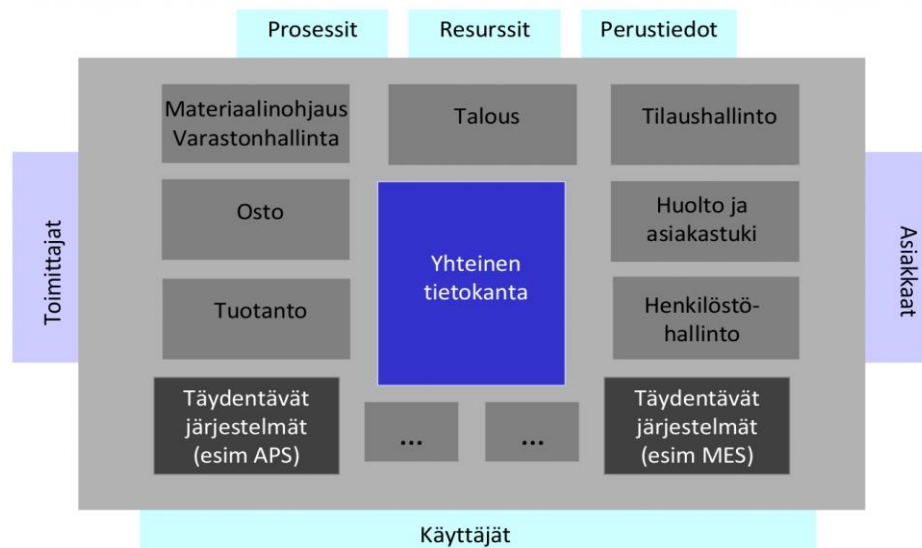 Prosessit
Resurssit
Perustiedot
Materiaalinohjaus
Varastonhallinta
Talous
Tilaushallinto
Toimittajat
Osto
Yhteinen
tietokanta
Huolto ja
asiakastuki
Asiakkaat
Tuotanto
Henkilöstö-
hallinto
Täydentävät
järjestelmät
(esim APS)
...
...
Täydentävät
järjestelmät
(esim MES)
Käyttäjät